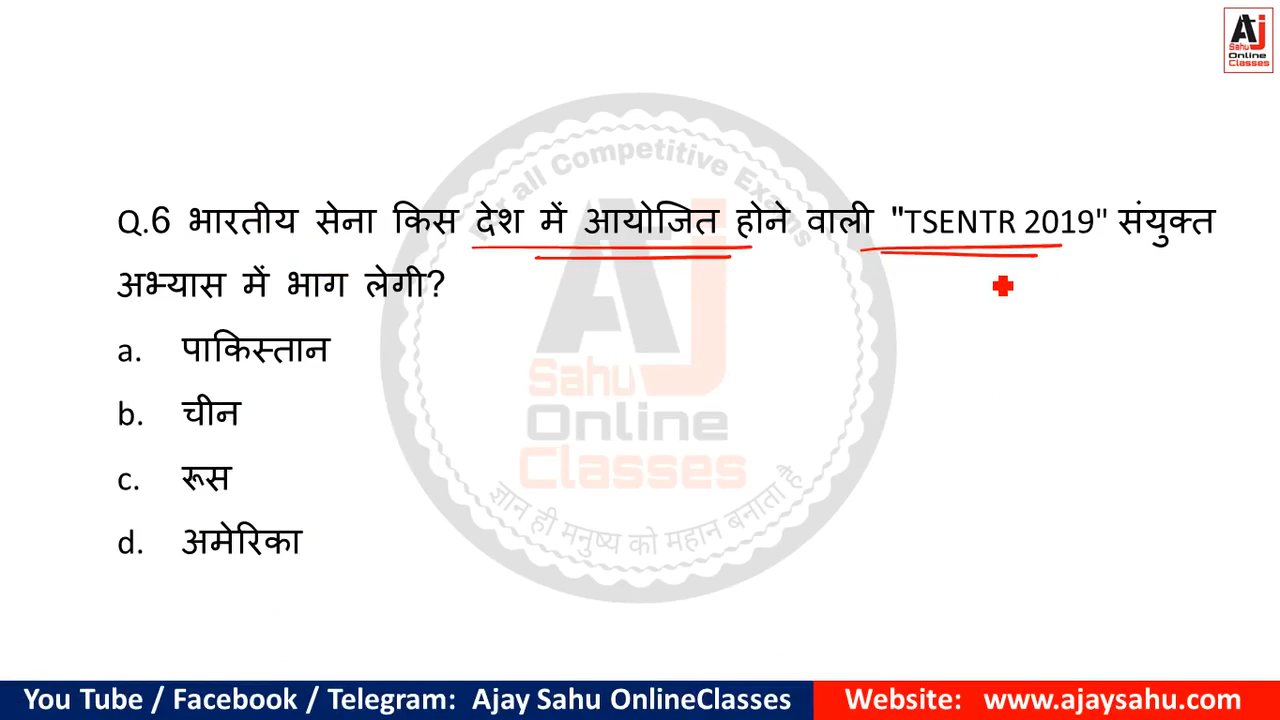 Aj
Sahu
Online
Classes
For all Competitive Exams
Q.6 भारतीय सेना किस देश में आयोजित होने वाली "TSENTR 2019" संयुक्त
अभ्यास में भाग लेगी?
a. पाकिस्तान
b. चीन
c. रूस
d. अमेरिका
Aj
Sahu
Online
Classes
ज्ञान ही मनुष्य को महान बनाता है
You Tube / Facebook / Telegram: Ajay Sahu OnlineClasses
Website: www.ajaysahu.com